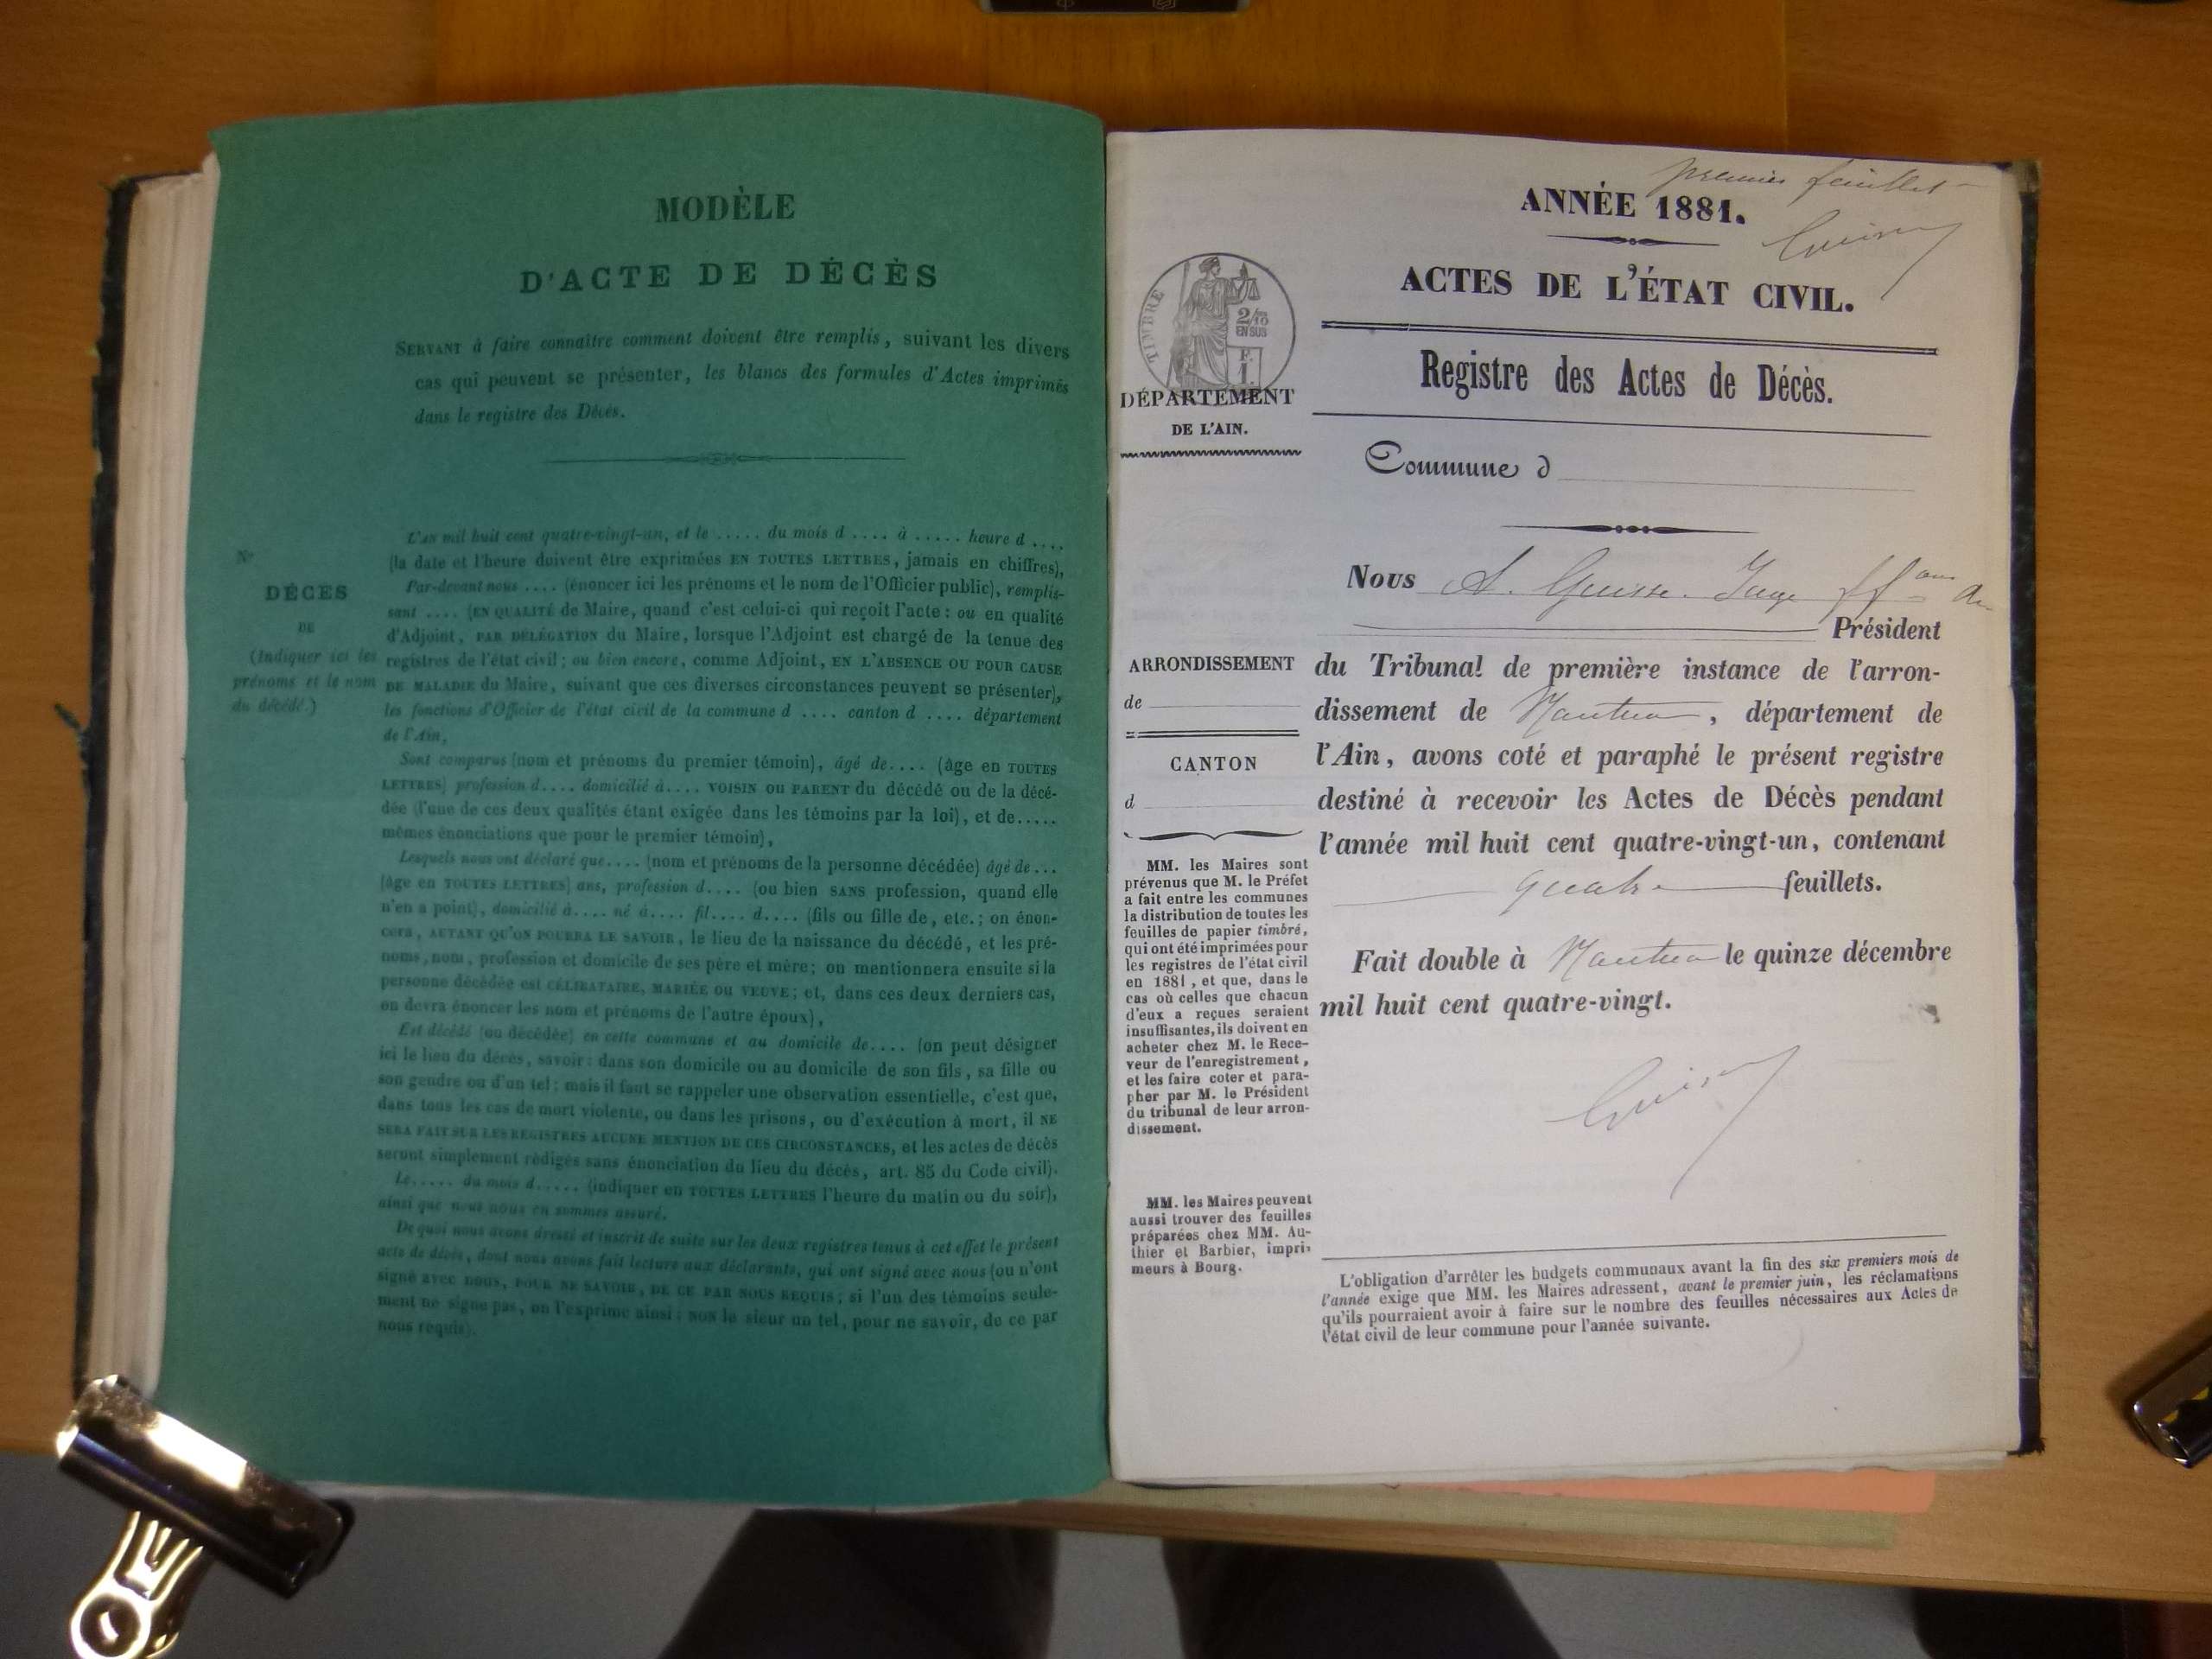 MODÈLE
D'ACTE DE DÉCÈS
SERVANT à faire connaître comment doivent être remplis, suivant les divers
cas qui peuvent se présenter, les blancs des formules d'Actes imprimés
dans le registre des Décès.
N°
DÉCÈS
DE
(Indiquer ici les
prénoms et le nom
du décédé.)
L'an mil huit cent quatre-vingt-un, et le ..... du mois d .... à ..... heure d ....
(la date et l'heure doivent être exprimées EN TOUTES LETTRES, jamais en chiffres),
Par-devant nous .... (énoncer ici les prénoms et le nom de l'Officier public), remplis-
sant .... (EN QUALITÉ de Maire, quand c'est celui-ci qui reçoit l'acte; ou en qualité
d'Adjoint, PAR DÉLÉGATION du Maire, lorsque l'Adjoint est chargé de la tenue des
registres de l'état civil; ou bien encore, comme Adjoint, EN L'ABSENCE OU POUR CAUSE
DE MALADIE du Maire, suivant que ces diverses circonstances peuvent se présenter),
les fonctions d'Officier de l'état civil de la commune d .... canton d .... département
de l'Ain,
Sont comparus (nom et prénoms du premier témoin), âgé de.... (âge en TOUTES
LETTRES) profession d.... domicilié à.... VOISIN OU PARENT du décédé ou de la décé-
dée (l'une de ces deux qualités étant exigée dans les témoins par la loi), et de.....
mêmes énonciations que pour le premier témoin),
Lesquels nous ont déclaré que.... (nom et prénoms de la personne décédée) âgé de...
(âge en TOUTES LETTRES) ans, profession d.... (ou bien SANS profession, quand elle
n'en a point), domicilié à.... né à.... fil.... d.... (fils ou fille de, etc.; on énon-
cera, AUTANT QU'ON POURRA LE SAVOIR, le lieu de la naissance du décédé, et les pré-
noms, nom, profession et domicile de ses père et mère; on mentionnera ensuite si la
personne décédée est CÉLIBATAIRE, MARIÉE OU VEUVE; et, dans ces deux derniers cas,
on devra énoncer les nom et prénoms de l'autre époux),
Est décédé (ou décédée) en cette commune et au domicile de.... (on peut désigner
ici le lieu du décès, savoir: dans son domicile ou au domicile de son fils, sa fille ou
son gendre ou d'un tel; mais il faut se rappeler une observation essentielle, c'est que,
dans tous les cas de mort violente, ou dans les prisons, ou d'exécution à mort, il NE
SERA FAIT SUR LES REGISTRES AUCUNE MENTION DE CES CIRCONSTANCES, et les actes de décès
seront simplement rédigés sans énonciation du lieu du décès, art. 85 du Code civil).
Le..... du mois d..... (indiquer en TOUTES LETTRES l'heure du matin ou du soir),
ainsi que nous nous en sommes assuré.
De quoi nous avons dressé et inscrit de suite sur les deux registres tenus à cet effet le présent
acte de décès, dont nous avons fait lecture aux déclarants, qui ont signé avec nous (ou n'ont
signé avec nous, POUR NE SAVOIR, DE CE PAR NOUS REQUIS; si l'un des témoins seule-
ment ne signe pas, on l'exprime ainsi: NON le sieur un tel, pour ne savoir, de ce par
nous requis).
premier feuillet
ANNÉE 1881.
ACTES DE L'ÉTAT CIVIL.
TIMBRE
2/10
EN SUS
F.
1.
DÉPARTEMENT
DE L'AIN.
Registre des Actes de Décès.
Commune d
Nous A. Guisse. Juge ff ons de
Président
du Tribunal de première instance de l'arron-
dissement de Nantua, département de
l'Ain, avons coté et paraphé le présent registre
destiné à recevoir les Actes de Décès pendant
l'année mil huit cent quatre-vingt-un, contenant
quatre feuillets.
Fait double à Nantua le quinze décembre
mil huit cent quatre-vingt.
ARRONDISSEMENT
de
CANTON
d
MM. les Maires sont
prévenus que M. le Préfet
a fait entre les communes
la distribution de toutes les
feuilles de papier timbré,
qui ont été imprimées pour
les registres de l'état civil
en 1881, et que, dans le
cas où celles que chacun
d'eux a reçues seraient
insuffisantes, ils doivent en
acheter chez M. le Rece-
veur de l'enregistrement,
et les faire coter et para-
pher par M. le Président
du tribunal de leur arron-
dissement.
MM. les Maires peuvent
aussi trouver des feuilles
préparées chez MM. Au-
thier et Barbier, impri-
meurs à Bourg.
L'obligation d'arrêter les budgets communaux avant la fin des six premiers mois de
l'année exige que MM. les Maires adressent, avant le premier juin, les réclamations
qu'ils pourraient avoir à faire sur le nombre des feuilles nécessaires aux Actes de
l'état civil de leur commune pour l'année suivante.